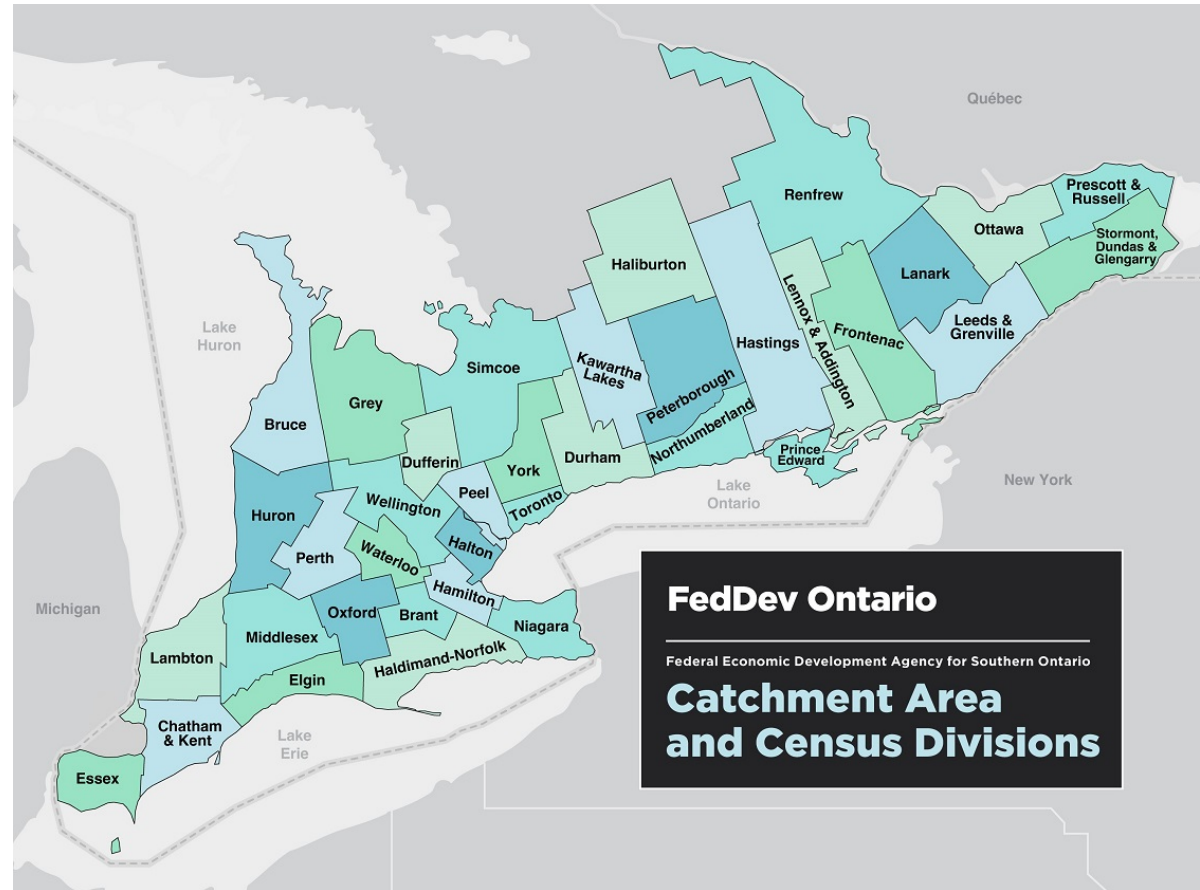 Québec
Prescott &
Russell
Renfrew
Ottawa
Stormont,
Dundas &
Glengarry
Haliburton
Lanark
Lennox & Addington
Leeds &
Grenville
Lake
Huron
Frontenac
Hastings
Simcoe
Kawartha
Lakes
Peterborough
Grey
Bruce
Northumberland
Prince
Edward
Dufferin
York
Durham
New York
Lake
Ontario
Peel
Wellington
Toronto
Huron
Halton
Perth
Waterloo
Hamilton
Michigan
Oxford
Brant
Niagara
Middlesex
Lambton
Haldimand-Norfolk
Elgin
Chatham
& Kent
Lake
Erie
Essex
FedDev Ontario
Federal Economic Development Agency for Southern Ontario
Catchment Area
and Census Divisions